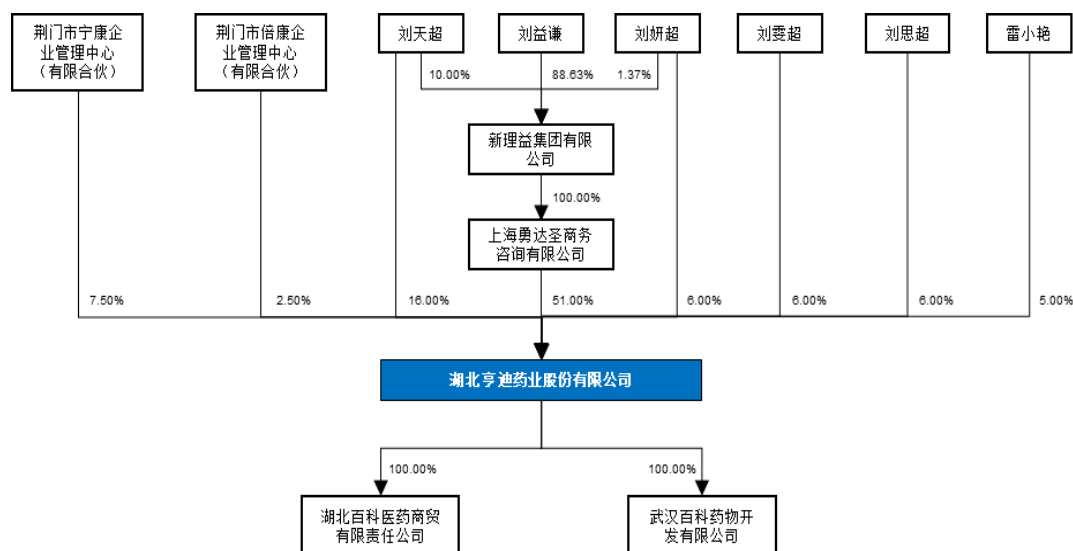 荆门市宁康企
业管理中心
（有限合伙）
荆门市倍康企
业管理中心
（有限合伙）
刘天超
刘益谦
刘妍超
刘雯超
刘思超
雷小艳
10.00%
88.63%
1.37%
新理益集团有限
公司
100.00%
上海勇达圣商务
咨询有限公司
7.50%
2.50%
16.00%
51.00%
6.00%
6.00%
6.00%
5.00%
湖北亨迪药业股份有限公司
100.00%
100.00%
湖北百科医药商贸
有限责任公司
武汉百科药物开
发有限公司